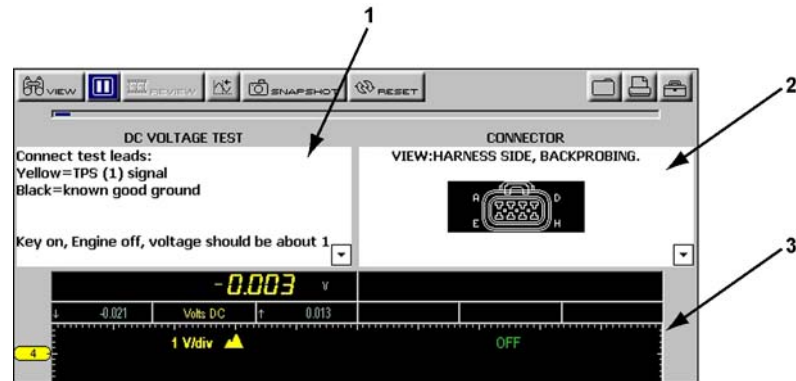 1
VIEW
REVIEW
SNAPSHOT
RESET
2
DC VOLTAGE TEST
Connect test leads:
Yellow=TPS (1) signal
Black=known good ground
Key on, Engine off, voltage should be about 1
CONNECTOR
VIEW:HARNESS SIDE, BACKPROBING.
A D
E H
3
-0.003 V
↓ -0.021 Volts DC ↑ 0.013
1 V/div OFF
4